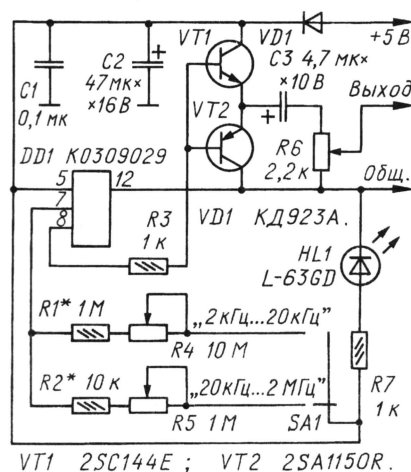 VT1 VD1 +5 В
C1 0,1 мк
C2 47 мк× ×16 В
C3 4,7 мк× ×10 В
VT2
Выход
R6 2,2 к
DD1 К0309029
5 12
7
8
Общ.
R3 1 к
VD1 КД923А.
HL1 L-63GD
R1* 1 М
R4 10 М
„2 кГц...20 кГц"
R2* 10 к
R5 1 М
„20 кГц...2 МГц"
SA1
R7 1 к
VT1 2SC144E ; VT2 2SA1150R.